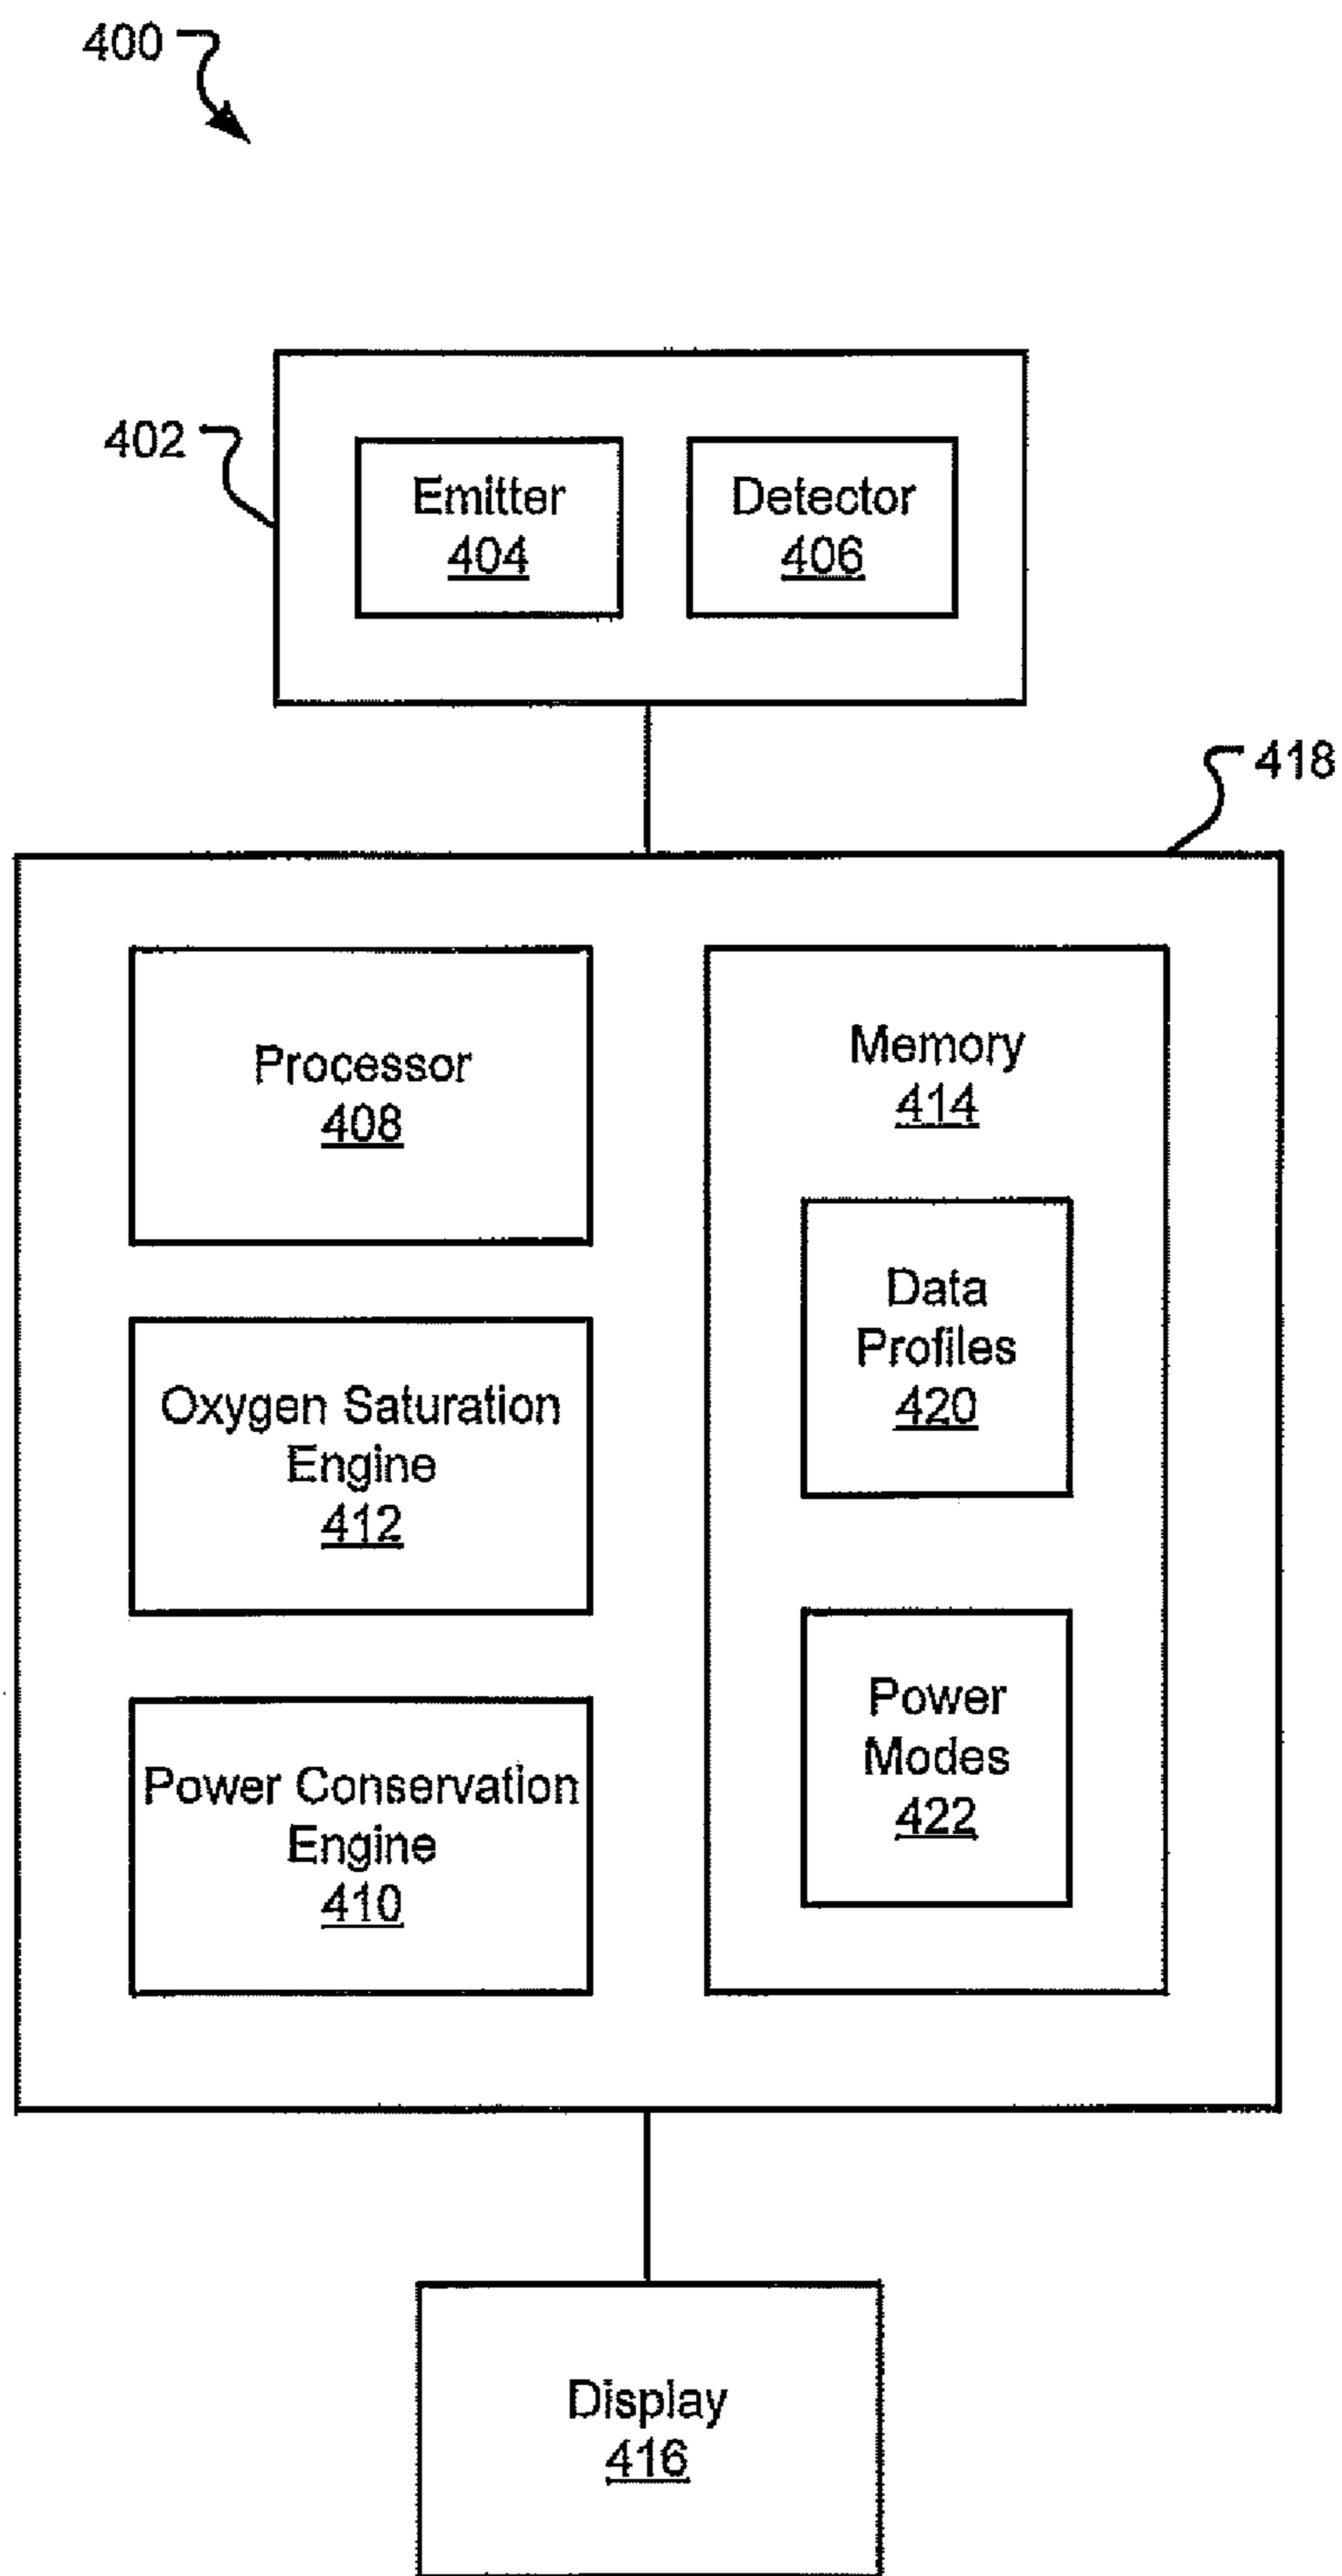 400
402
Emitter
404
Detector
406
418
Processor
408
Memory
414
Data
Profiles
420
Oxygen Saturation
Engine
412
Power
Modes
422
Power Conservation
Engine
410
Display
416